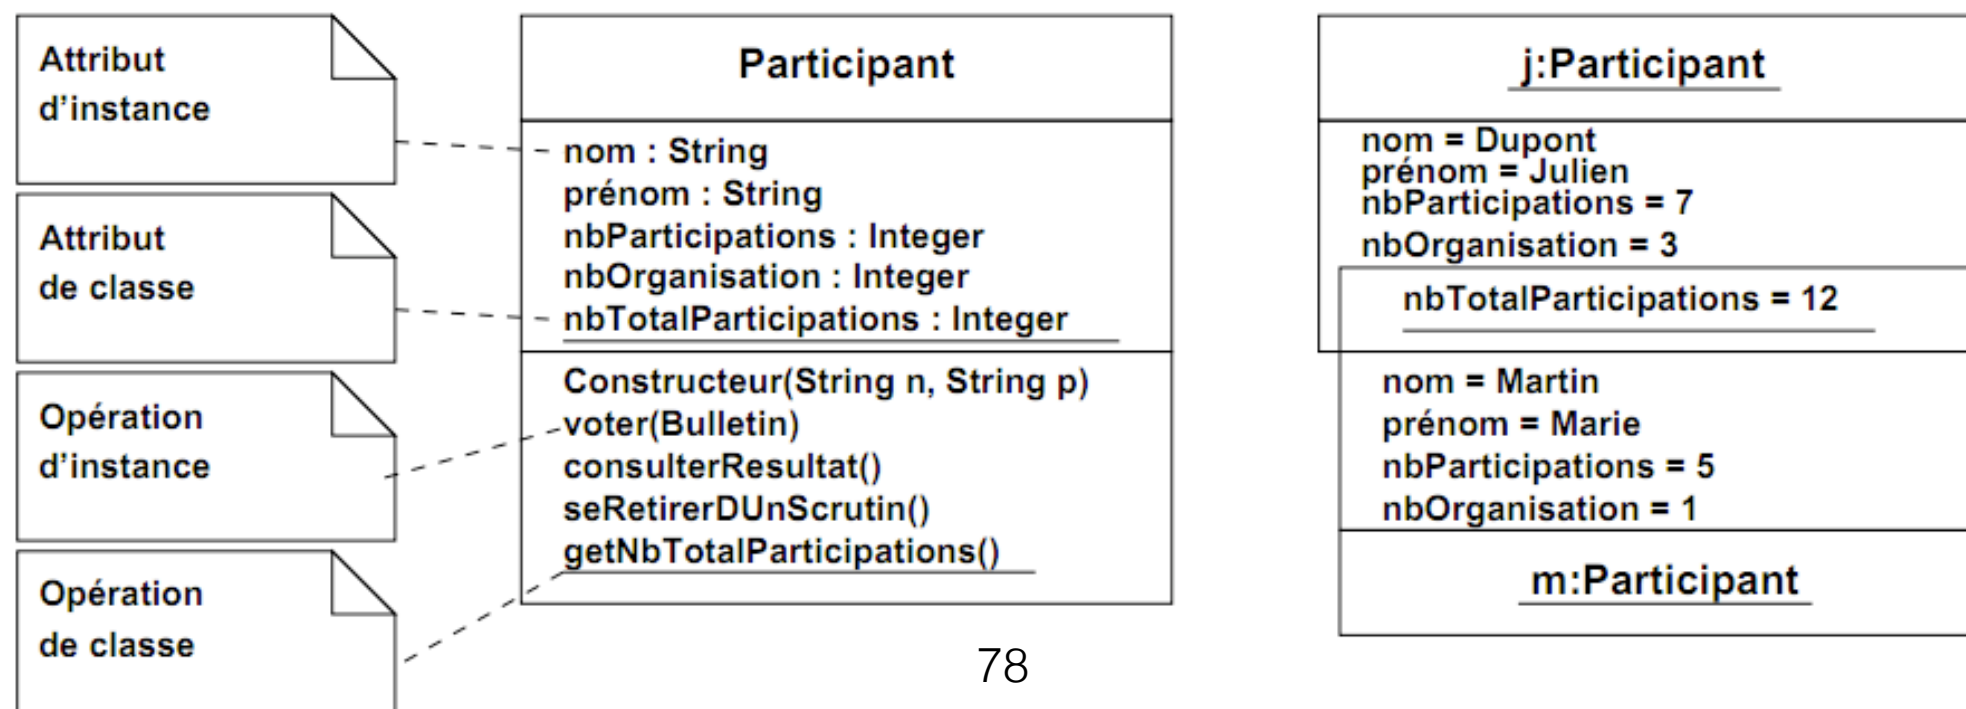 Attribut
d'instance
Attribut
de classe
Opération
d'instance
Opération
de classe
Participant
nom : String
prénom : String
nbParticipations : Integer
nbOrganisation : Integer
nbTotalParticipations : Integer
Constructeur(String n, String p)
voter(Bulletin)
consulterResultat()
seRetirerDUnScrutin()
getNbTotalParticipations()
j:Participant
nom = Dupont
prénom = Julien
nbParticipations = 7
nbOrganisation = 3
nbTotalParticipations = 12
nom = Martin
prénom = Marie
nbParticipations = 5
nbOrganisation = 1
m:Participant
78